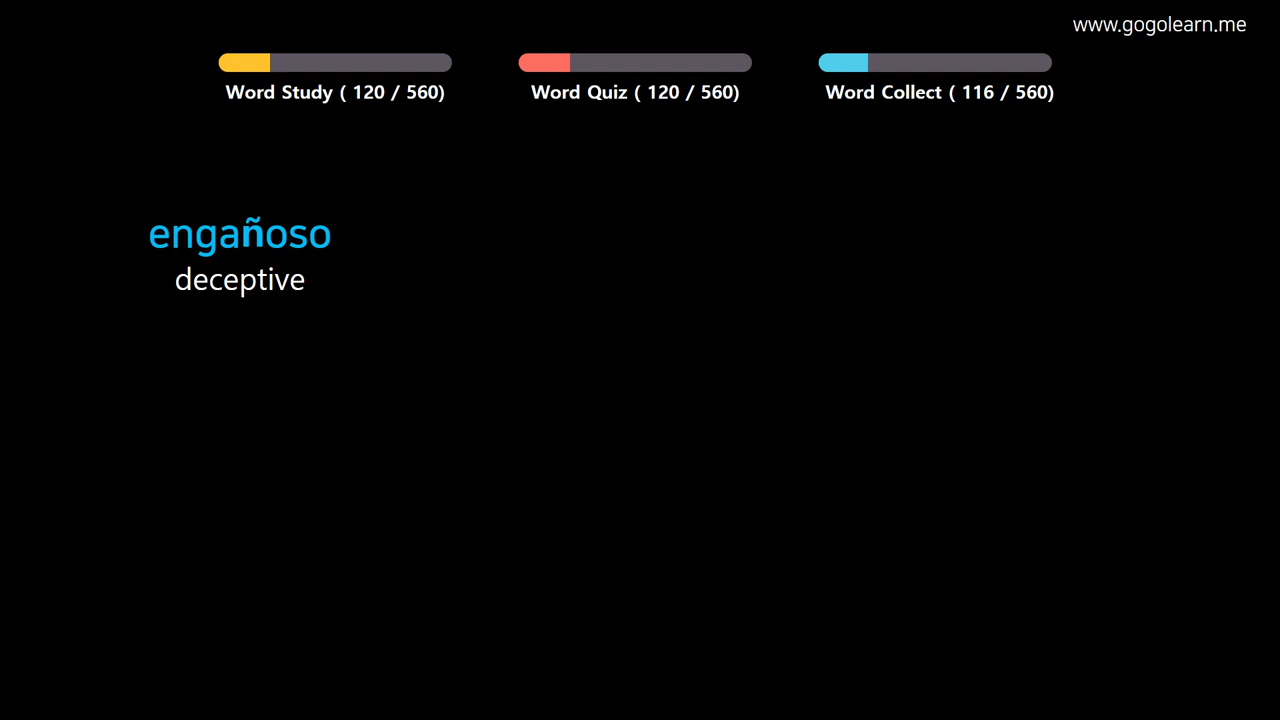 www.gogolearn.me
Word Study ( 120 / 560)
Word Quiz ( 120 / 560)
Word Collect ( 116 / 560)
engañoso
deceptive